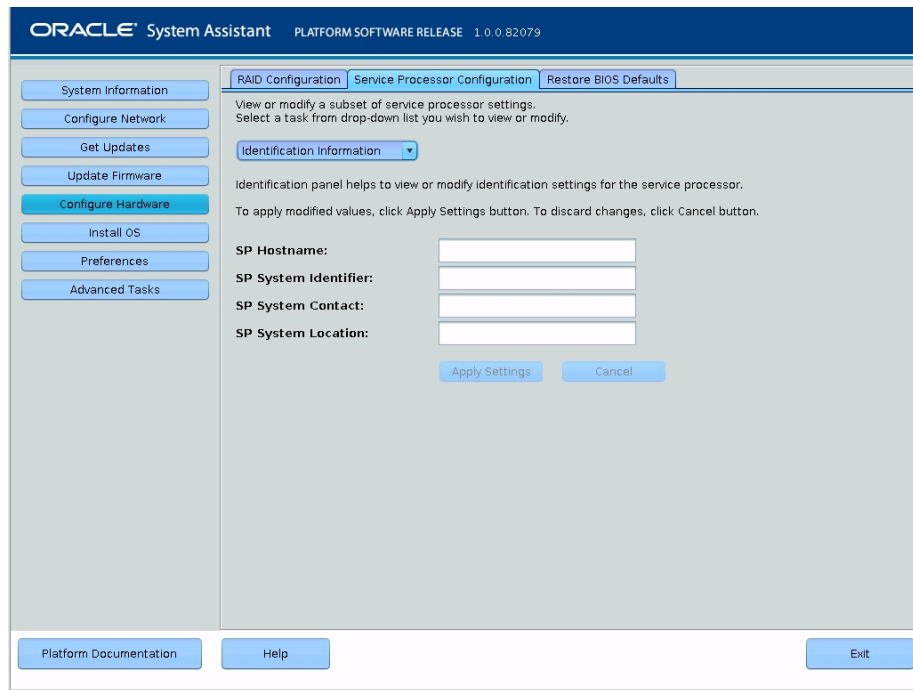 ORACLE® System Assistant PLATFORM SOFTWARE RELEASE 1.0.0.82079
System Information
Configure Network
Get Updates
Update Firmware
Configure Hardware
Install OS
Preferences
Advanced Tasks
RAID Configuration Service Processor Configuration Restore BIOS Defaults
View or modify a subset of service processor settings.
Select a task from drop-down list you wish to view or modify.
Identification Information
Identification panel helps to view or modify identification settings for the service processor.
To apply modified values, click Apply Settings button. To discard changes, click Cancel button.
SP Hostname:
SP System Identifier:
SP System Contact:
SP System Location:
Apply Settings Cancel
Platform Documentation Help Exit